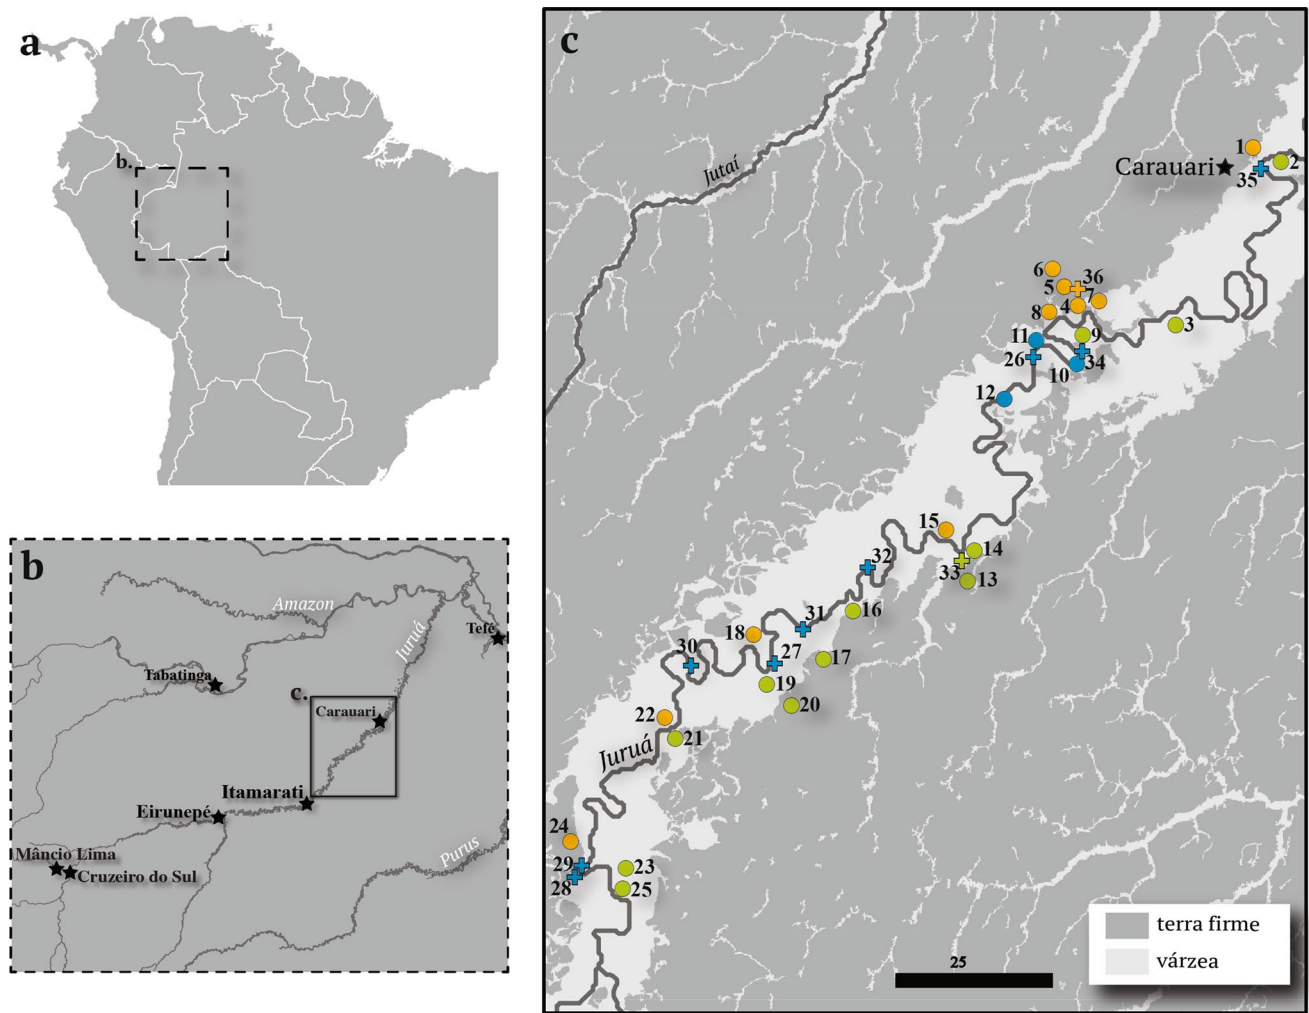 a
b.
b
Amazon
Juruá
Tefé
Tabatinga
c.
Carauari
Itamarati
Eirunepé
Mâncio Lima
Cruzeiro do Sul
Purus
c
Jutaí
1
Carauari
35
2
6
5
36
4
7
8
3
9
11
26
10
34
12
15
14
33
13
32
16
31
18
30
27
17
19
20
22
21
Juruá
24
29
28
23
25
terra firme
várzea
25